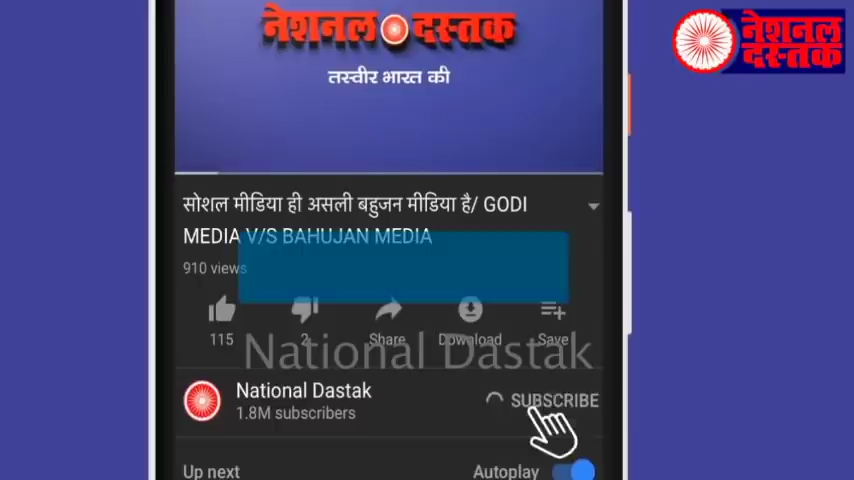 नेशनल दस्तक
नेशनल
दस्तक
तस्वीर भारत की
सोशल मीडिया ही असली बहुजन मीडिया है/ GODI
MEDIA V/S BAHUJAN MEDIA
910 views
115
2
Share
Download
Save
National Dastak
National Dastak
SUBSCRIBE
1.8M subscribers
Up next
Autoplay